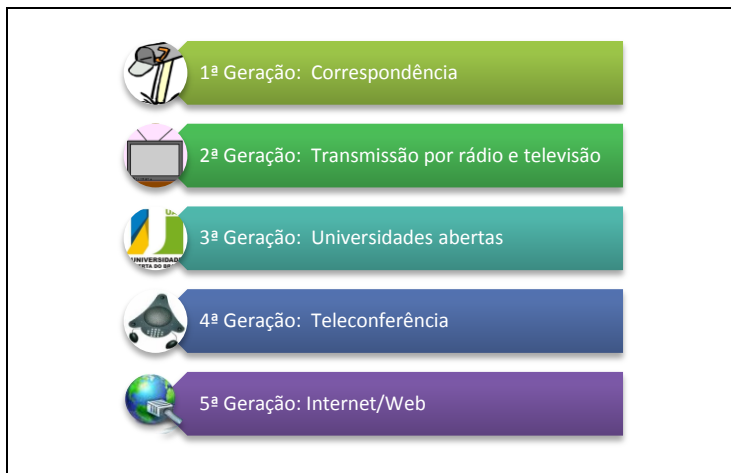 1ª Geração: Correspondência
2ª Geração: Transmissão por rádio e televisão
3ª Geração: Universidades abertas
UNIVERSIDADE
4ª Geração: Teleconferência
5ª Geração: Internet/Web